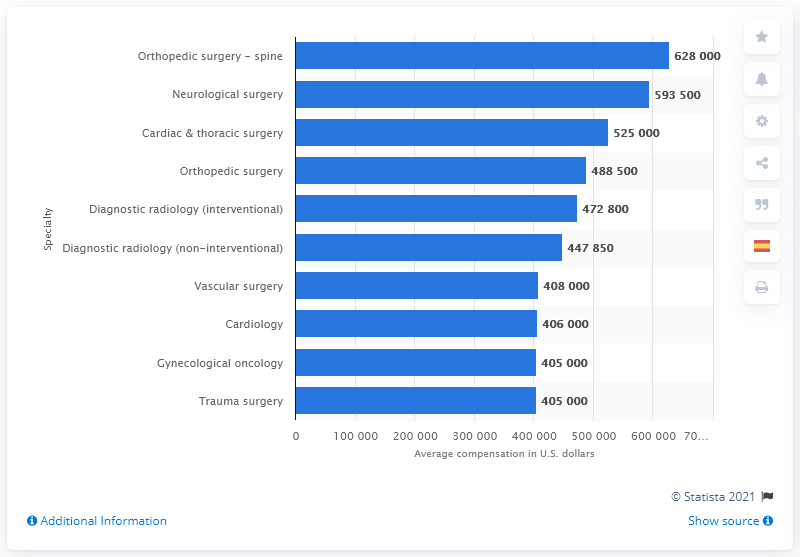 Orthopedic surgery - spine 628 000
Neurological surgery 593 500
Cardiac & thoracic surgery 525 000
Orthopedic surgery 488 500
Diagnostic radiology (interventional) 472 800
Specialty
Diagnostic radiology (non-interventional) 447 850
Vascular surgery 408 000
Cardiology 406 000
Gynecological oncology 405 000
Trauma surgery 405 000
0 100 000 200 000 300 000 400 000 500 000 600 000 70...
Average compensation in U.S. dollars
© Statista 2021
Additional Information Show source